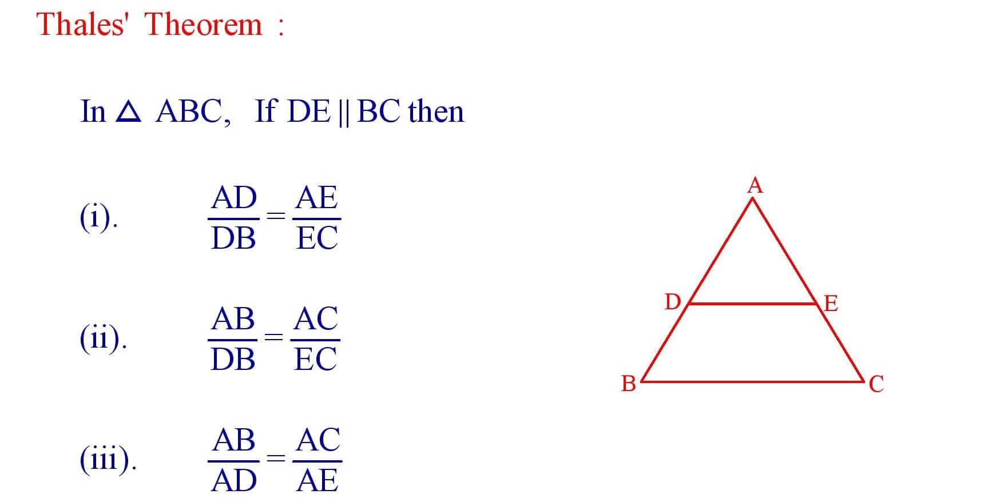 Thales' Theorem :
In △ ABC, If DE || BC then
(i). AD/DB = AE/EC
(ii). AB/DB = AC/EC
(iii). AB/AD = AC/AE
A
D E
B C